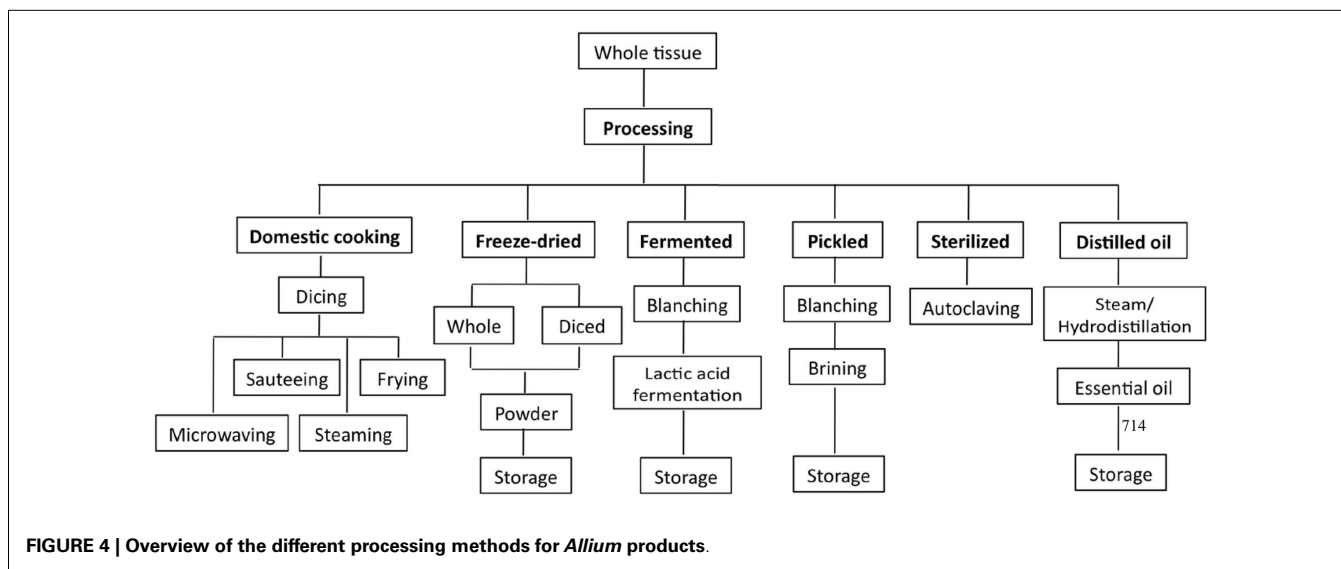 Whole tissue
Processing
Domestic cooking
Freeze-dried
Fermented
Pickled
Sterilized
Distilled oil
Dicing
Whole
Diced
Blanching
Blanching
Autoclaving
Steam/
Hydrodistillation
Sauteeing
Frying
Lactic acid
fermentation
Brining
Essential oil
Microwaving
Steaming
Powder
714
Storage
Storage
Storage
Storage
FIGURE 4 | Overview of the different processing methods for Allium products.